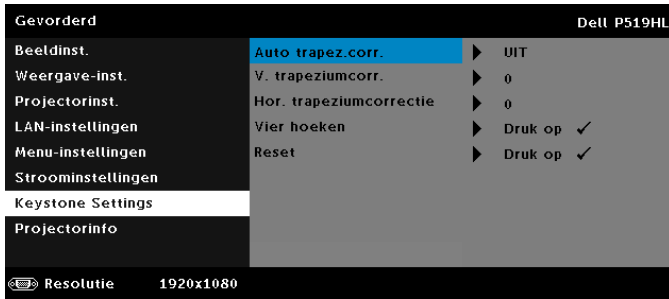 Gevorderd Dell P519HL
Beeldinst. Auto trapez.corr. UIT
Weergave-inst. V. trapeziumcorr. 0
Projectorinst. Hor. trapeziumcorrectie 0
LAN-instellingen Vier hoeken Druk op ✓
Menu-instellingen Reset Druk op ✓
Stroominstellingen
Keystone Settings
Projectorinfo
Resolutie 1920x1080